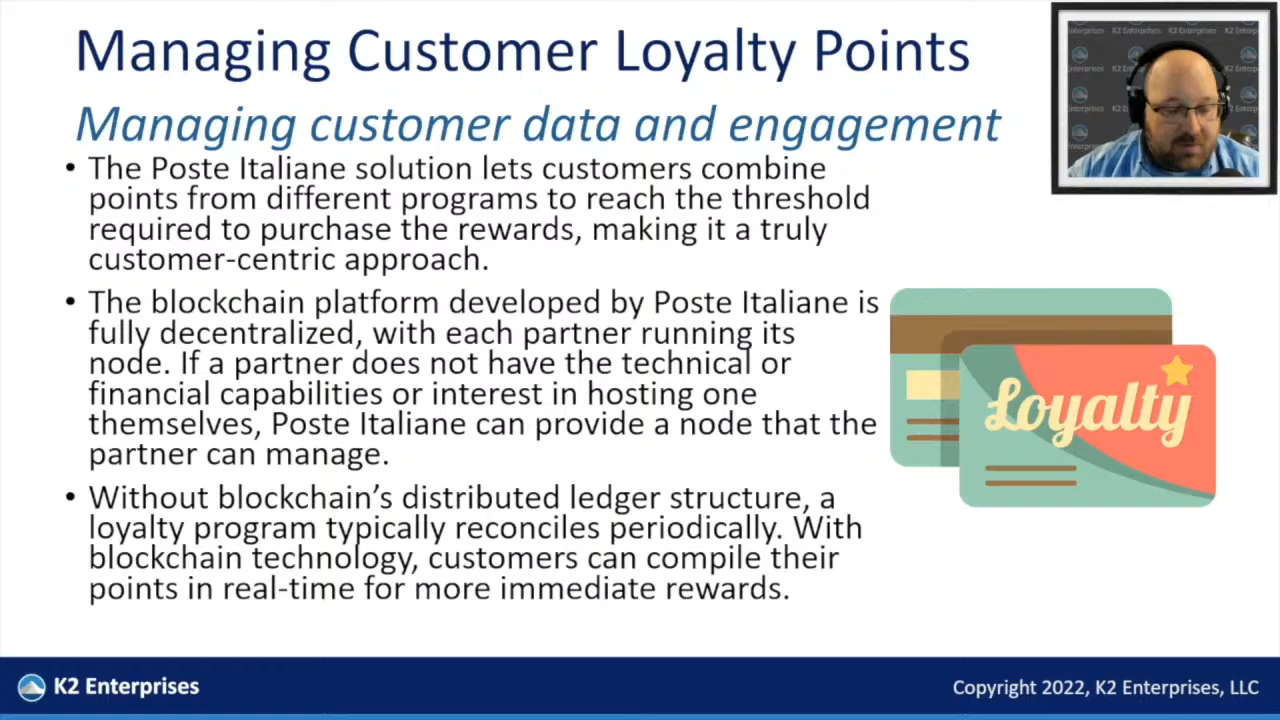 Managing Customer Loyalty Points
Managing customer data and engagement
• The Poste Italiane solution lets customers combine
points from different programs to reach the threshold
required to purchase the rewards, making it a truly
customer-centric approach.
• The blockchain platform developed by Poste Italiane is
fully decentralized, with each partner running its
node. If a partner does not have the technical or
financial capabilities or interest in hosting one
themselves, Poste Italiane can provide a node that the
partner can manage.
• Without blockchain’s distributed ledger structure, a
loyalty program typically reconciles periodically. With
blockchain technology, customers can compile their
points in real-time for more immediate rewards.
Loyalty
K2 Enterprises
Copyright 2022, K2 Enterprises, LLC